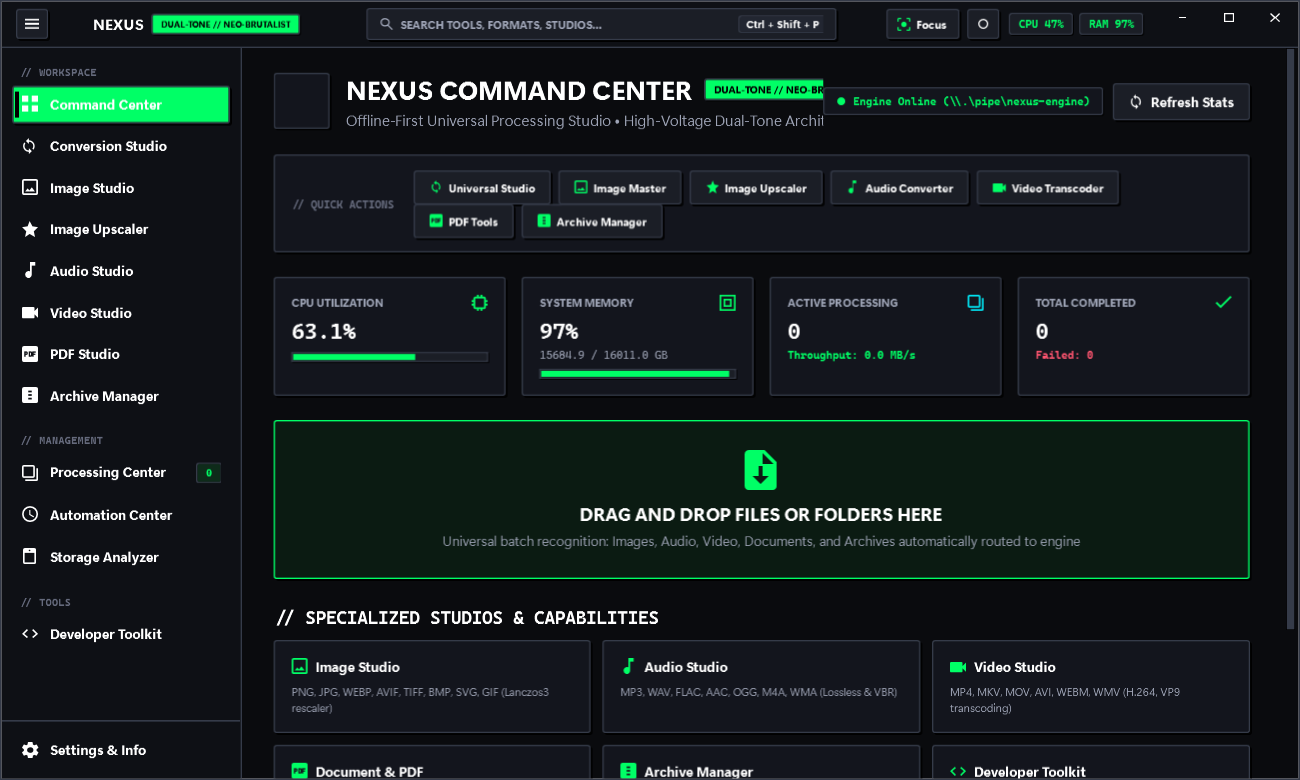 NEXUS
DUAL-TONE // NEO-BRUTALIST
SEARCH TOOLS, FORMATS, STUDIOS...
Ctrl + Shift + P
Focus
CPU 47%
RAM 97%
// WORKSPACE
Command Center
Conversion Studio
Image Studio
Image Upscaler
Audio Studio
Video Studio
PDF Studio
Archive Manager
// MANAGEMENT
Processing Center
0
Automation Center
Storage Analyzer
// TOOLS
Developer Toolkit
Settings & Info
NEXUS COMMAND CENTER
DUAL-TONE // NEO-BR
Offline-First Universal Processing Studio • High-Voltage Dual-Tone Archit
Engine Online (\\.\pipe\nexus-engine)
Refresh Stats
// QUICK ACTIONS
Universal Studio
Image Master
Image Upscaler
Audio Converter
Video Transcoder
PDF Tools
Archive Manager
CPU UTILIZATION
63.1%
SYSTEM MEMORY
97%
15604.9 / 16011.0 GB
ACTIVE PROCESSING
0
Throughput: 0.0 MB/s
TOTAL COMPLETED
0
Failed: 0
DRAG AND DROP FILES OR FOLDERS HERE
Universal batch recognition: Images, Audio, Video, Documents, and Archives automatically routed to engine
// SPECIALIZED STUDIOS & CAPABILITIES
Image Studio
PNG, JPG, WEBP, AVIF, TIFF, BMP, SVG, GIF (Lanczos3
rescaler)
Audio Studio
MP3, WAV, FLAC, AAC, OGG, M4A, WMA (Lossless & VBR)
Video Studio
MP4, MKV, MOV, AVI, WEBM, WMV (H.264, VP9
transcoding)
Document & PDF
Archive Manager
Developer Toolkit